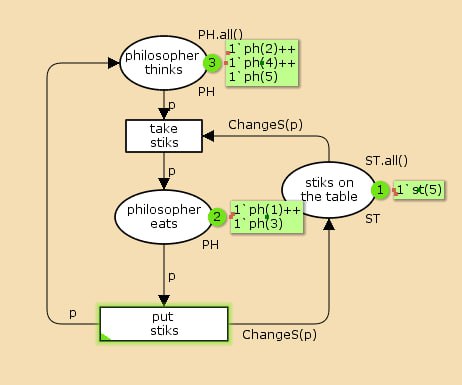 PH.all()
philosopher
thinks
3
1`ph(2)++
1`ph(4)++
1`ph(5)
PH
p
take
stiks
ChangeS(p)
p
ST.all()
stiks on
the table
1
1`st(5)
ST
philosopher
eats
2
1`ph(1)++
1`ph(3)
PH
p
p
put
stiks
ChangeS(p)